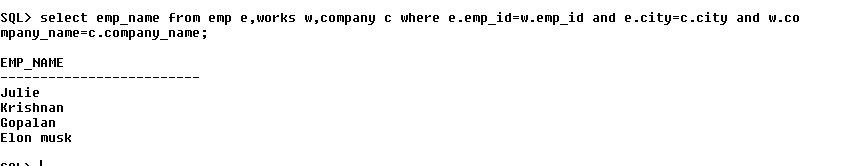 SQL> select emp_name from emp e,works w,company c where e.emp_id=w.emp_id and e.city=c.city and w.co
mpany_name=c.company_name;
EMP_NAME
-------------------------
Julie
Krishnan
Gopalan
Elon musk
SQL>